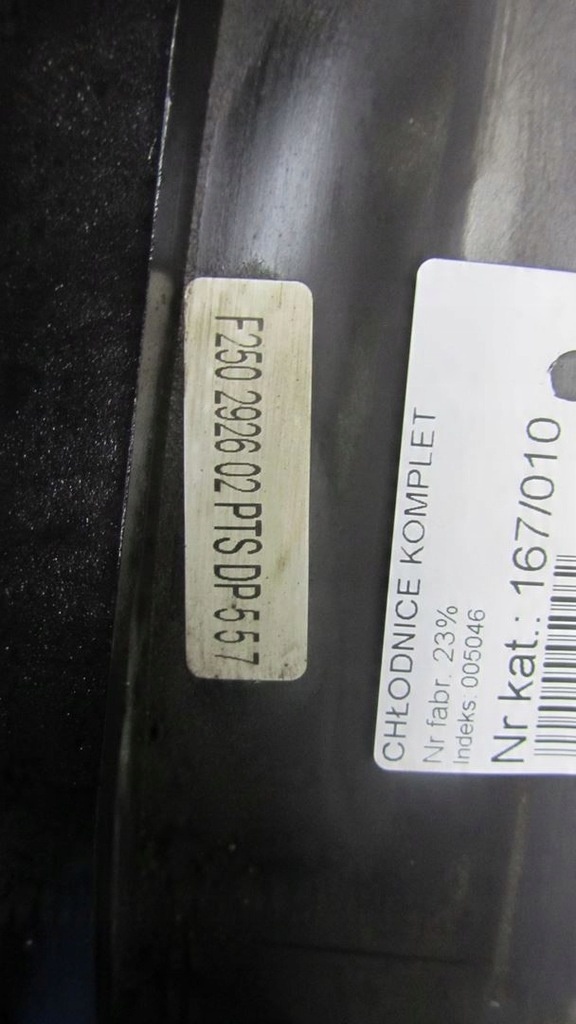 F250 2926 02 PTS DP 5 5 7
CHŁODNICE KOMPLET
Nr fabr. 23%
Indeks: 005046
Nr kat.: 167/010